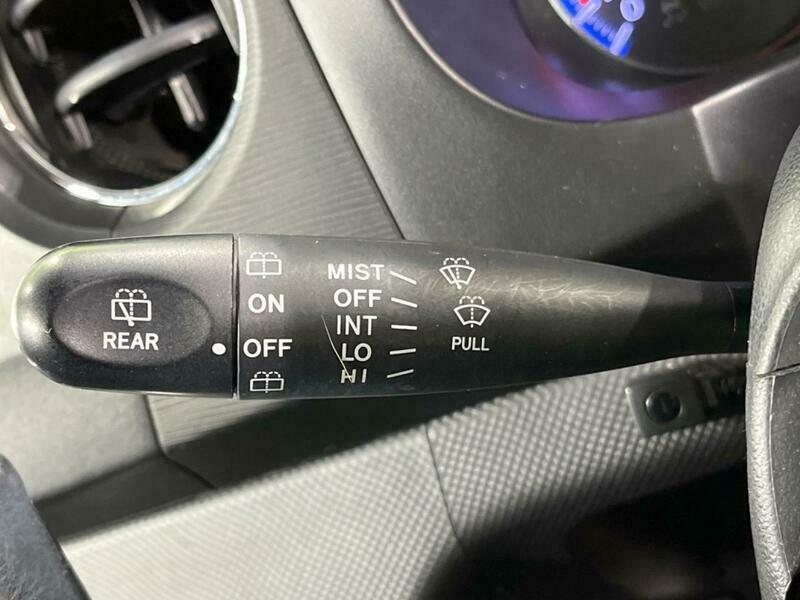 REAR
ON
OFF
MIST
OFF
INT
LO
HI
PULL